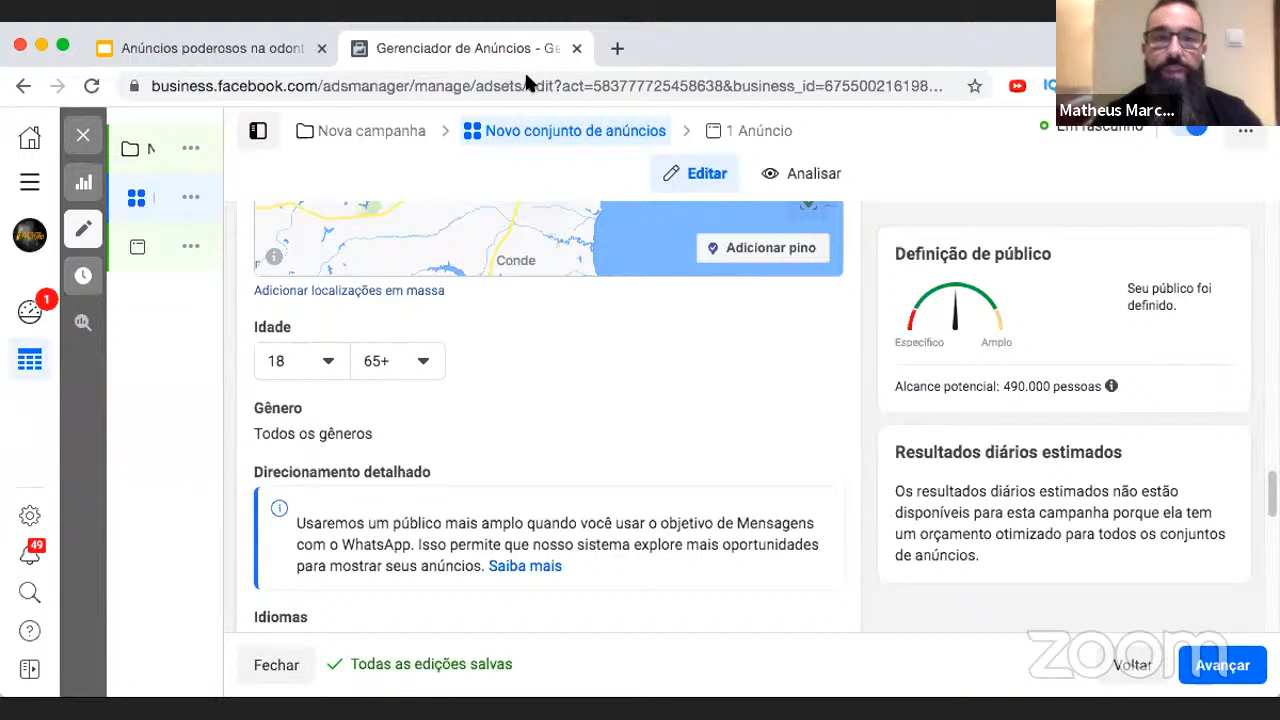 Anúncios poderosos na odont
Gerenciador de Anúncios - Ge
business.facebook.com/adsmanager/manage/adsets/edit?act=583777725458638&business_id=675500216198...
Matheus Marc...
Nova campanha
Novo conjunto de anúncios
1 Anúncio
Em rascunho
Editar
Analisar
N
1
49
Conde
Adicionar pino
Adicionar localizações em massa
Idade
18
65+
Gênero
Todos os gêneros
Direcionamento detalhado
Usaremos um público mais amplo quando você usar o objetivo de Mensagens
com o WhatsApp. Isso permite que nosso sistema explore mais oportunidades
para mostrar seus anúncios. Saiba mais
Idiomas
Definição de público
Seu público foi
definido.
Específico
Amplo
Alcance potencial: 490.000 pessoas
Resultados diários estimados
Os resultados diários estimados não estão
disponíveis para esta campanha porque ela tem
um orçamento otimizado para todos os conjuntos
de anúncios.
Fechar
Todas as edições salvas
Voltar
Avançar
zoom